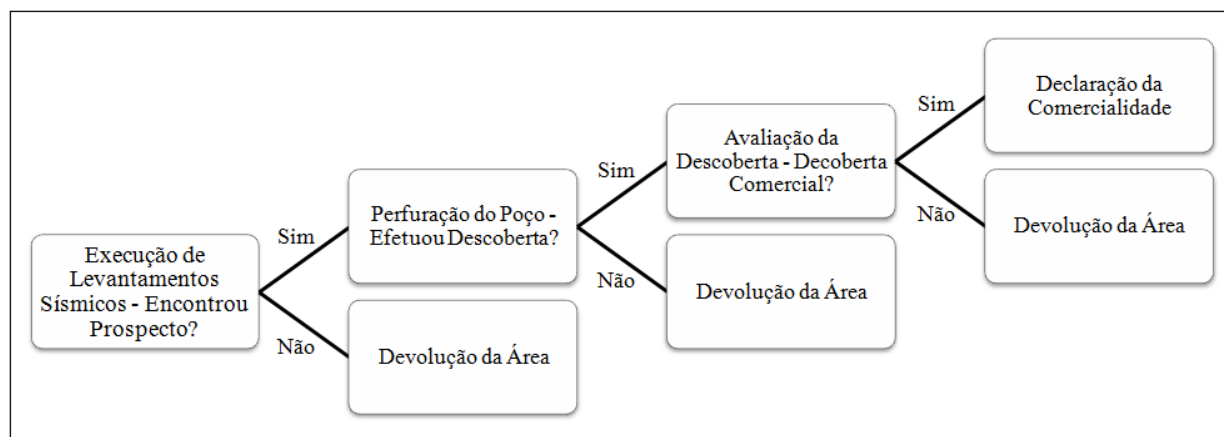 Execução de
Levantamentos
Sísmicos - Encontrou
Prospecto?
Sim
Não
Perfuração do Poço -
Efetuou Descoberta?
Devolução da Área
Sim
Não
Avaliação da
Descoberta - Decoberta
Comercial?
Devolução da Área
Sim
Não
Declaração da
Comercialidade
Devolução da Área